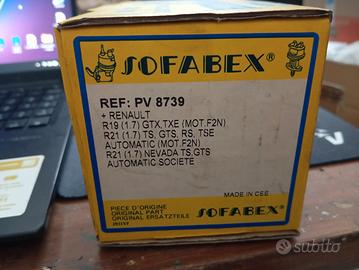 SOFABEX®
REF: PV 8739
+ RENAULT
R19 (1.7) GTX,TXE (MOT.F2N)
R21 (1.7) TS, GTS, RS, TSE
AUTOMATIC (MOT.F2N)
R21 (1.7) NEVADA TS,GTS
AUTOMATIC SOCIETE
MADE IN CEE
PIECE D'ORIGINE
ORIGINAL PART
ORIGINAL ERSATZTEILE
SOFABEX®
subito